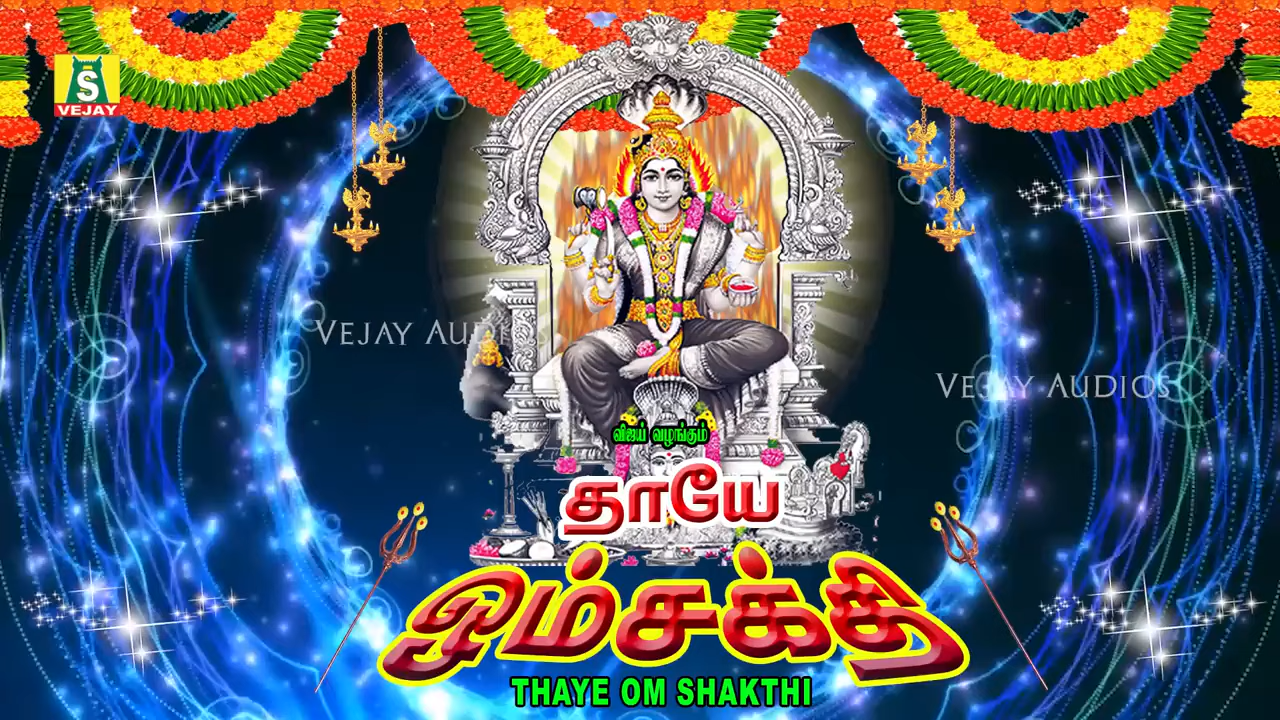 S
VEJAY
VEJAY AUDIOS
VEJAY AUDIOS
விஜய் வழங்கும்
தாயே
ஓம்சக்தி
THAYE OM SHAKTHI